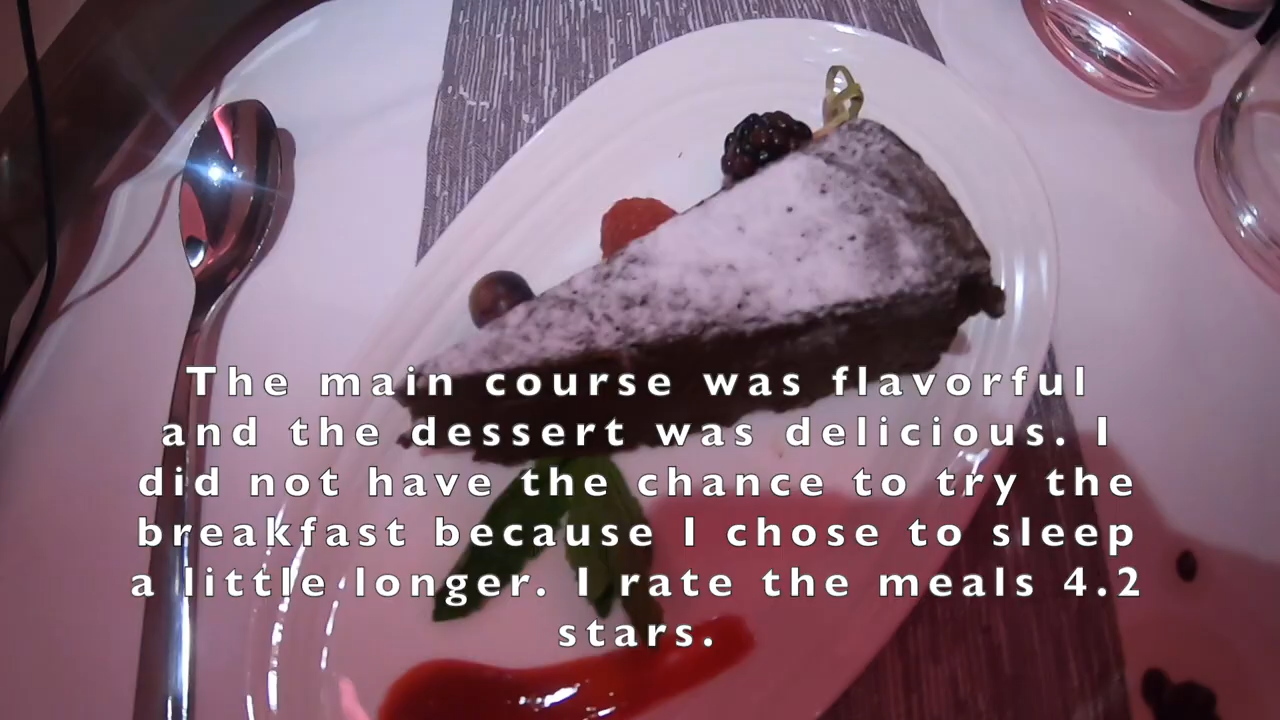 The main course was flavorful
and the dessert was delicious. I
did not have the chance to try the
breakfast because I chose to sleep
a little longer. I rate the meals 4.2
stars.